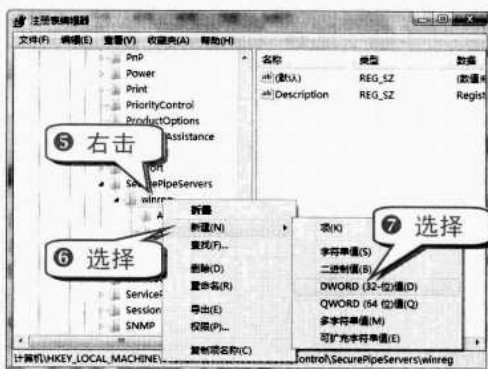 注册表编辑器
文件(F) 编辑(E) 查看(V) 收藏夹(A) 帮助(H)
PnP
Power
Print
PriorityControl
ProductOptions
Assistance
ort
SecurePipeServers
winreg
A
ServiceP
Session
SNMP
名称 类型 数据
(默认) REG_SZ (数值未
Description REG_SZ Regist
❺ 右击
❻ 选择
❼ 选择
折叠
新建(N)
查找(F)...
删除(D)
重命名(R)
导出(E)
权限(P)...
复制项名称(C)
项(K)
字符串值(S)
二进制值(B)
DWORD (32-位)值(D)
QWORD (64 位)值(Q)
多字符串值(M)
可扩充字符串值(E)
计算机\HKEY_LOCAL_MACHINE\ ontrol\SecurePipeServers\winreg